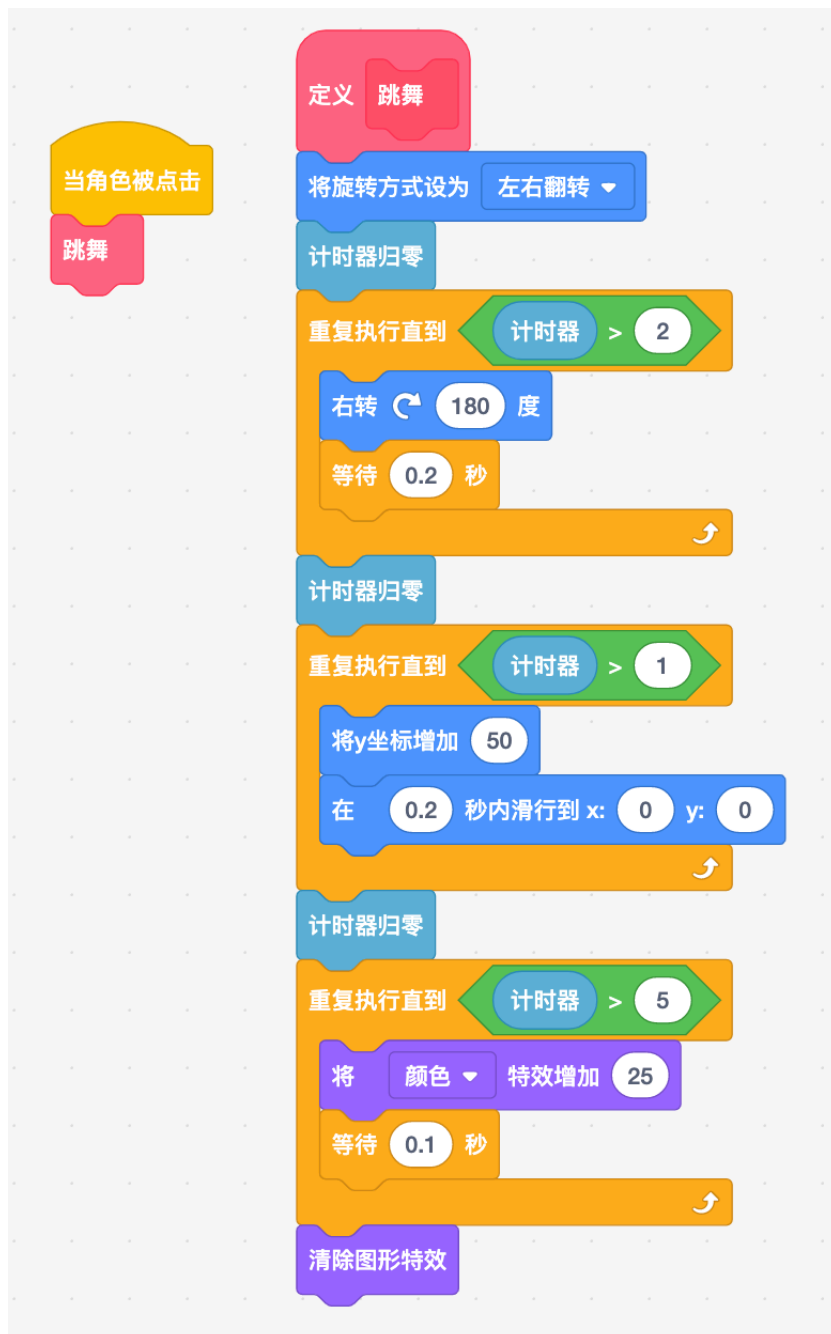 当角色被点击
跳舞
定义 跳舞
将旋转方式设为 左右翻转
计时器归零
重复执行直到 计时器 > 2
右转 180 度
等待 0.2 秒
计时器归零
重复执行直到 计时器 > 1
将y坐标增加 50
在 0.2 秒内滑行到 x: 0 y: 0
计时器归零
重复执行直到 计时器 > 5
将 颜色 特效增加 25
等待 0.1 秒
清除图形特效